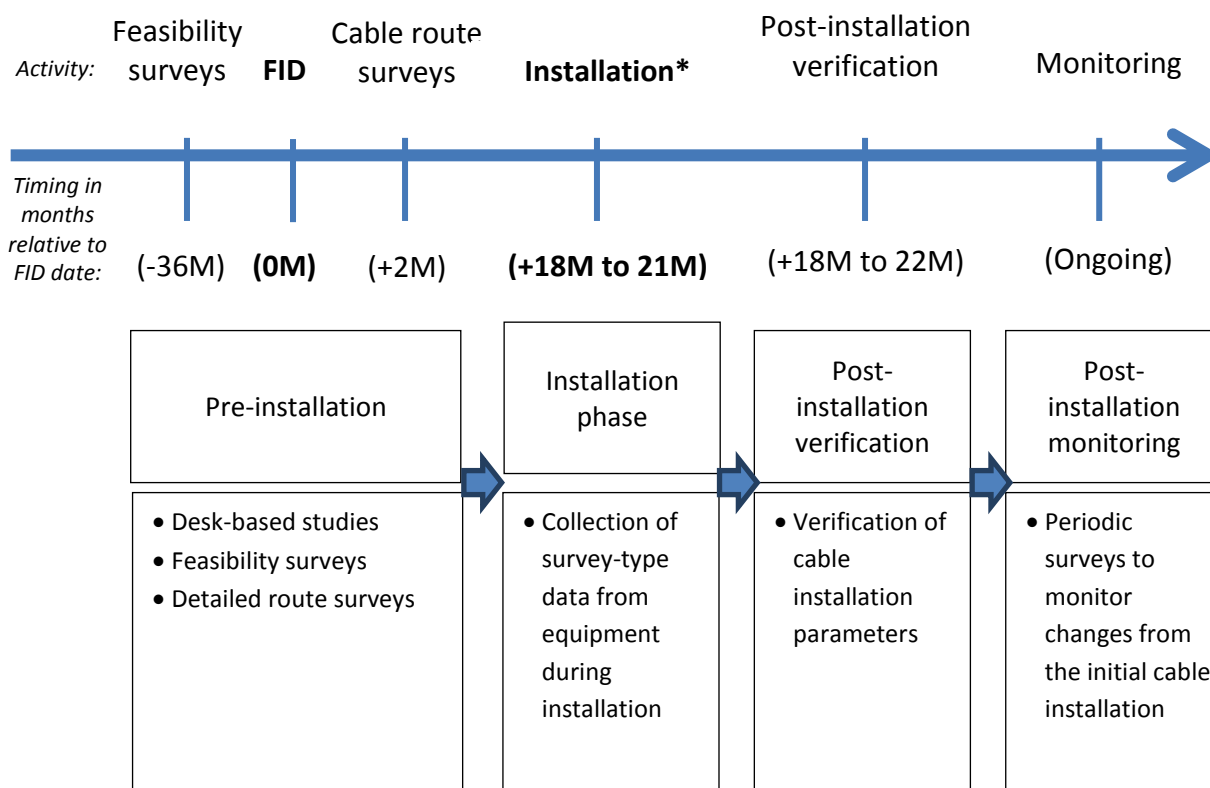 Activity:
Feasibility
surveys
FID
Cable route
surveys
Installation*
Post-installation
verification
Monitoring
Timing in
months
relative to
FID date:
(-36M)
(0M)
(+2M)
(+18M to 21M)
(+18M to 22M)
(Ongoing)
Pre-installation
Installation
phase
Post-
installation
verification
Post-
installation
monitoring
• Desk-based studies
• Feasibility surveys
• Detailed route surveys
• Collection of
survey-type
data from
equipment
during
installation
• Verification of
cable
installation
parameters
• Periodic
surveys to
monitor
changes from
the initial cable
installation